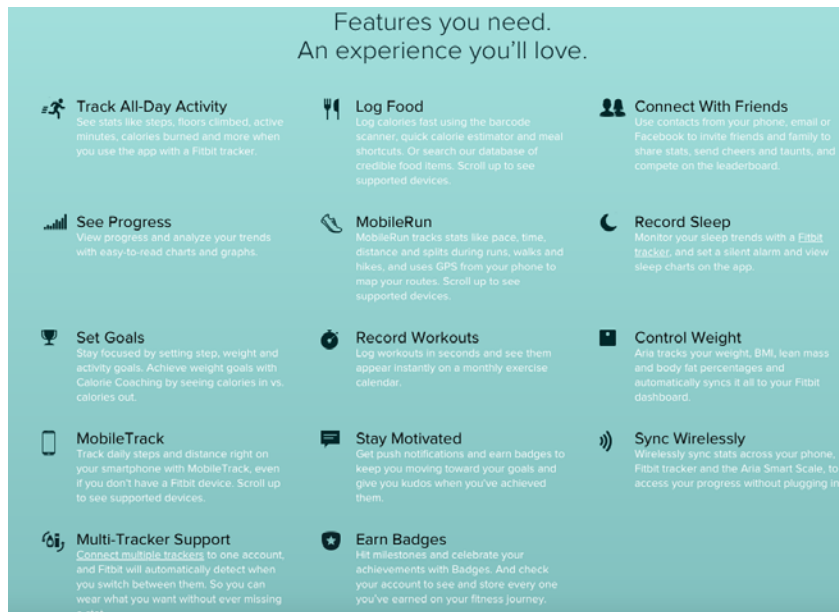 Features you need.
An experience you'll love.
Track All-Day Activity
See stats like steps, floors climbed, active
minutes, calories burned and more when
you use the app with a Fitbit tracker.
Log Food
Log calories fast using the barcode
scanner, quick calorie estimator and meal
shortcuts. Or search our database of
credible food items. Scroll up to see
supported devices.
Connect With Friends
Use contacts from your phone, email or
Facebook to invite friends and family to
share stats, send cheers and taunts, and
compete on the leaderboard.
See Progress
View progress and analyze your trends
with easy-to-read charts and graphs.
MobileRun
MobileRun tracks stats like pace, time,
distance and splits during runs, walks and
hikes, and uses GPS from your phone to
map your routes. Scroll up to see
supported devices.
Record Sleep
Monitor your sleep trends with a Fitbit
tracker, and set a silent alarm and view
sleep charts on the app.
Set Goals
Stay focused by setting step, weight and
activity goals. Achieve weight goals with
Calorie Coaching by seeing calories in vs.
calories out.
Record Workouts
Log workouts in seconds and see them
appear instantly on a monthly exercise
calendar.
Control Weight
Aria tracks your weight, BMI, lean mass
and body fat percentages and
automatically syncs it all to your Fitbit
dashboard.
MobileTrack
Track daily steps and distance right on
your smartphone with MobileTrack, even
if you don't have a Fitbit device. Scroll up
to see supported devices.
Stay Motivated
Get push notifications and earn badges to
keep you moving toward your goals and
give you kudos when you've achieved
them.
Sync Wirelessly
Wirelessly sync stats across your phone,
Fitbit tracker and the Aria Smart Scale, to
access your progress without plugging in
Multi-Tracker Support
Connect multiple trackers to one account,
and Fitbit will automatically detect when
you switch between them. So you can
wear what you want without ever missing
Earn Badges
Hit milestones and celebrate your
achievements with Badges. And check
your account to see and store every one
you've earned on your fitness journey.